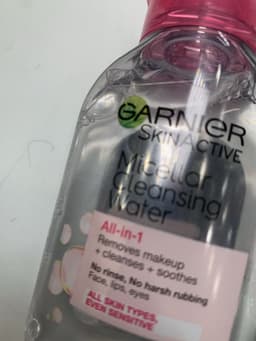 GARNIER
SKINACTIVE
Micellar
Cleansing
Water
All-in-1
Removes makeup
+ cleanses + soothes
No rinse, No harsh rubbing
Face, lips, eyes
ALL SKIN TYPES,
EVEN SENSITIVE